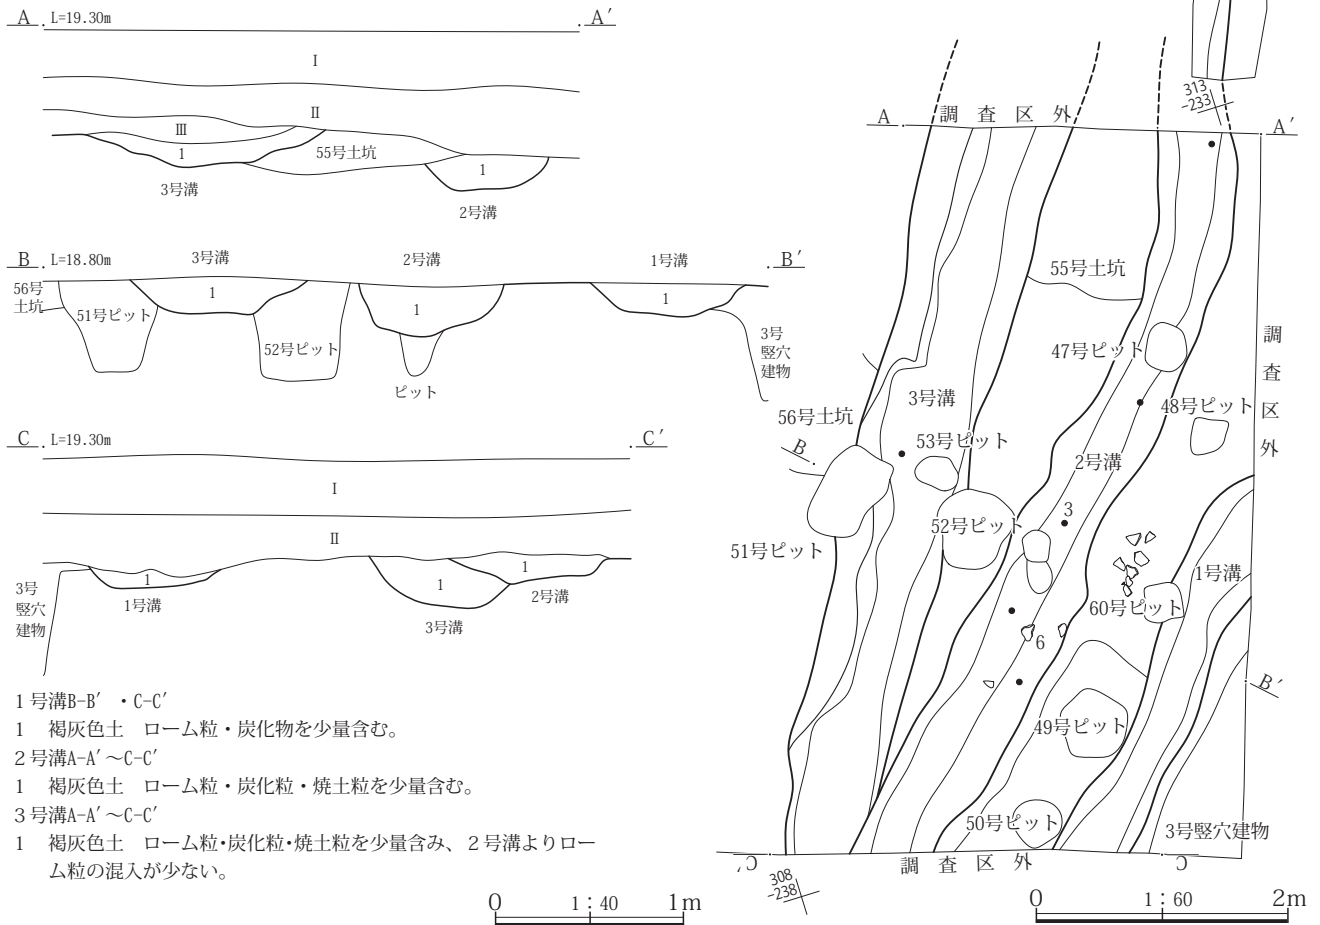 A L=19.30m A′
Ⅰ
Ⅱ
Ⅲ
1
55号土坑
1
3号溝
2号溝
B L=18.80m B′
3号溝
2号溝
1号溝
56号
土坑
51号ピット
1
1
1
52号ピット
3号
竪穴
建物
ピット
C L=19.30m C′
Ⅰ
Ⅱ
3号
竪穴
建物
1
1号溝
1
1
2号溝
3号溝
1号溝B-B′・C-C′
1 褐灰色土 ローム粒・炭化物を少量含む。
2号溝A-A′～C-C′
1 褐灰色土 ローム粒・炭化粒・焼土粒を少量含む。
3号溝A-A′～C-C′
1 褐灰色土 ローム粒・炭化粒・焼土粒を少量含み、2号溝よりロー
ム粒の混入が少ない。
0 1:40 1m
313
-233
A 調査区外 A′
55号土坑
調査区外
47号ピット
48号ピット
3号溝
56号土坑
53号ピット
B
2号溝
3
52号ピット
51号ピット
1号溝
60号ピット
6
B′
49号ピット
50号ピット
3号竪穴建物
C′ 調査区外 C
308
-238
0 1:60 2m